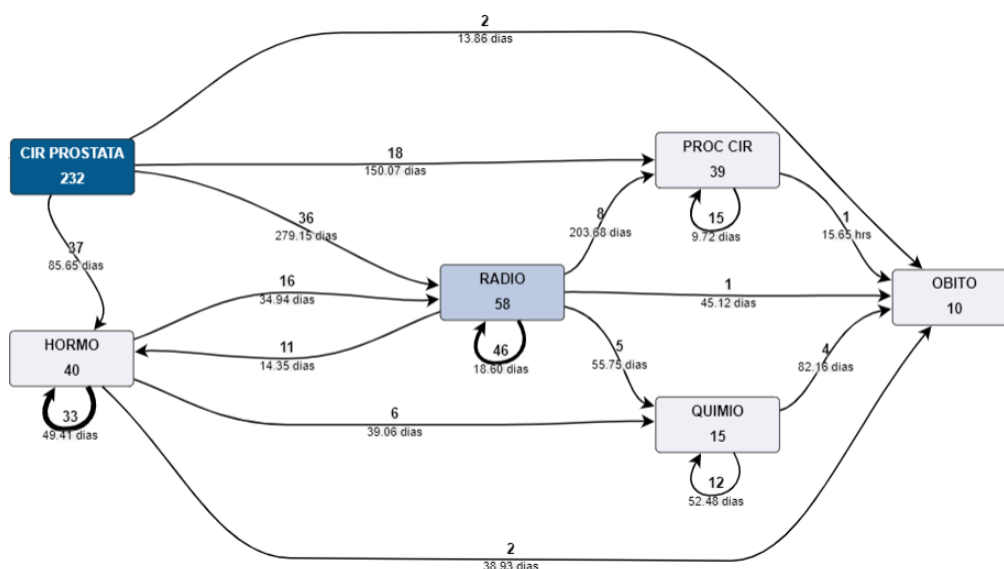 2
13.86 dias
CIR PROSTATA
232
18
150.07 dias
PROC CIR
39
15
9.72 dias
36
279.15 dias
8
203.68 dias
1
15.65 hrs
37
85.65 dias
16
34.94 dias
RADIO
58
46
18.60 dias
1
45.12 dias
OBITO
10
HORMO
40
33
49.41 dias
11
14.35 dias
5
55.75 dias
4
82.16 dias
6
39.06 dias
QUIMIO
15
12
52.48 dias
2
38.93 dias